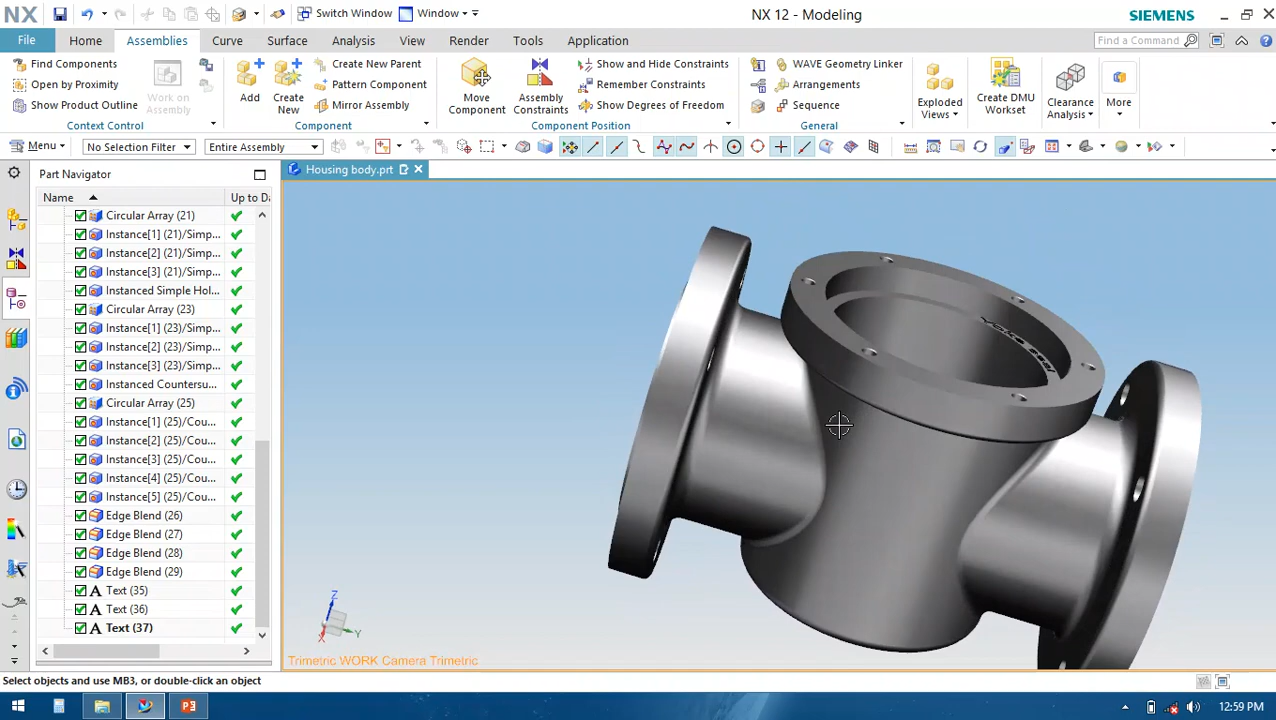 NX
Switch Window
Window
NX 12 - Modeling
SIEMENS
File
Home
Assemblies
Curve
Surface
Analysis
View
Render
Tools
Application
Find a Command
Find Components
Open by Proximity
Show Product Outline
Work on Assembly
Context Control
Add
Create New
Create New Parent
Pattern Component
Mirror Assembly
Component
Move Component
Assembly Constraints
Show and Hide Constraints
Remember Constraints
Show Degrees of Freedom
Component Position
WAVE Geometry Linker
Arrangements
Sequence
General
Exploded Views
Create DMU Workset
Clearance Analysis
More
Menu
No Selection Filter
Entire Assembly
Part Navigator
Housing body.prt
Name
Up to Da
Circular Array (21)
Instance[1] (21)/Simp...
Instance[2] (21)/Simp...
Instance[3] (21)/Simp...
Instanced Simple Hol...
Circular Array (23)
Instance[1] (23)/Simp...
Instance[2] (23)/Simp...
Instance[3] (23)/Simp...
Instanced Countersu...
Circular Array (25)
Instance[1] (25)/Cou...
Instance[2] (25)/Cou...
Instance[3] (25)/Cou...
Instance[4] (25)/Cou...
Instance[5] (25)/Cou...
Edge Blend (26)
Edge Blend (27)
Edge Blend (28)
Edge Blend (29)
A Text (35)
A Text (36)
A Text (37)
Z
Y
X
Trimetric WORK Camera Trimetric
Select objects and use MB3, or double-click an object
12:59 PM